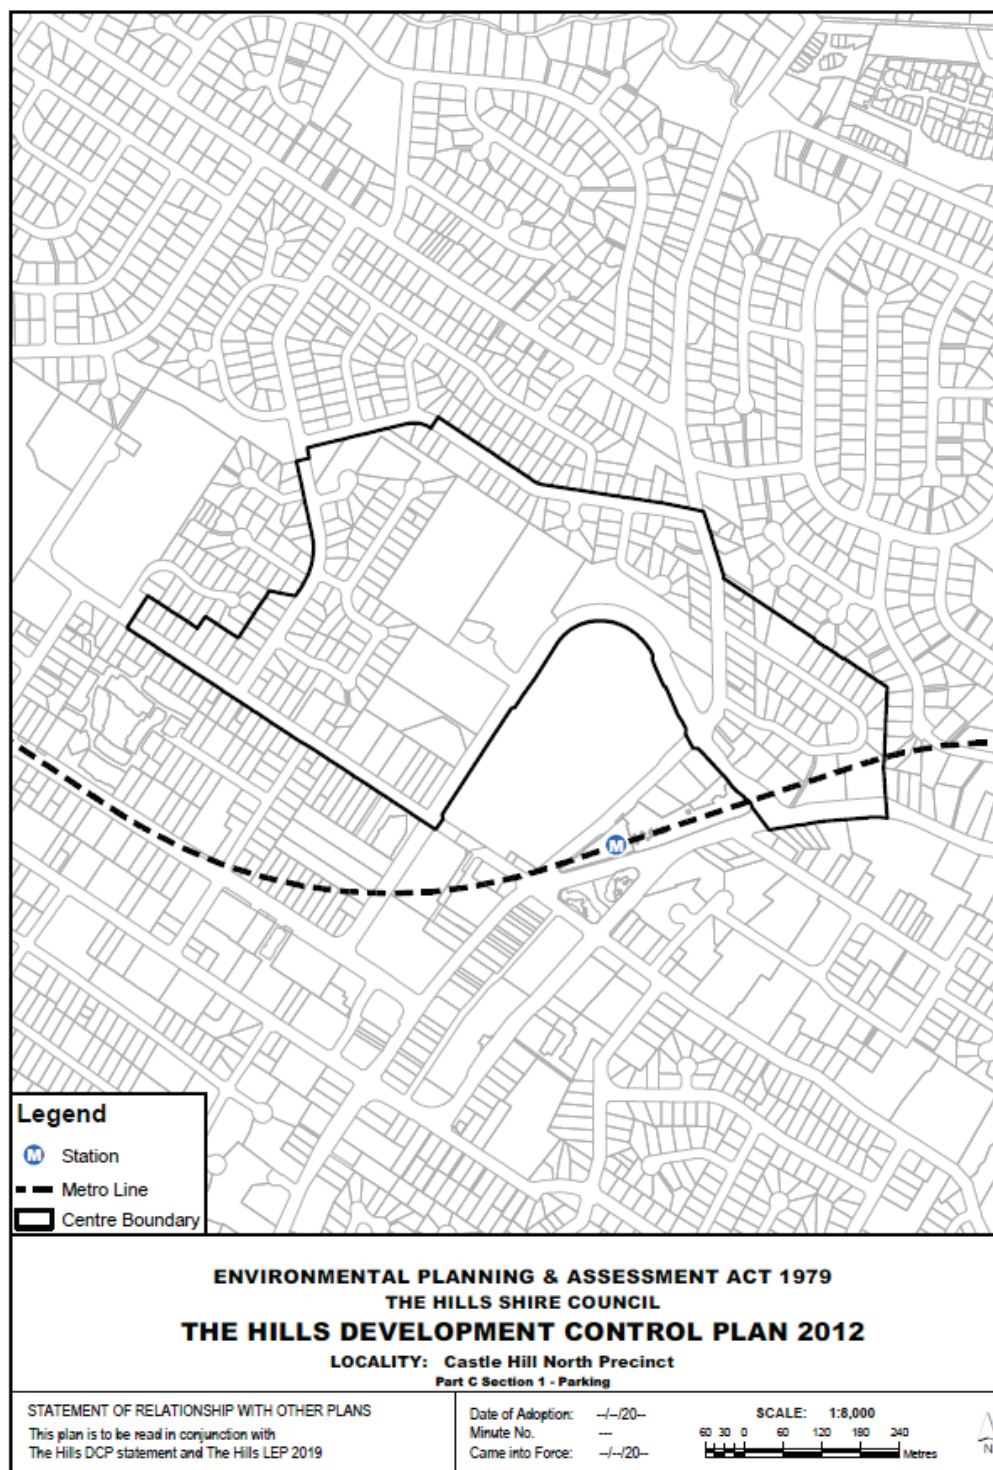 M
Legend
M Station
Metro Line
Centre Boundary
ENVIRONMENTAL PLANNING & ASSESSMENT ACT 1979
THE HILLS SHIRE COUNCIL
THE HILLS DEVELOPMENT CONTROL PLAN 2012
LOCALITY: Castle Hill North Precinct
Part C Section 1 - Parking
STATEMENT OF RELATIONSHIP WITH OTHER PLANS
This plan is to be read in conjunction with
The Hills DCP statement and The Hills LEP 2019
Date of Adoption: --/--/20--
Minute No. ---
Came into Force: --/--/20--
SCALE: 1:8,000
60 30 0 60 120 180 240
Metres
N